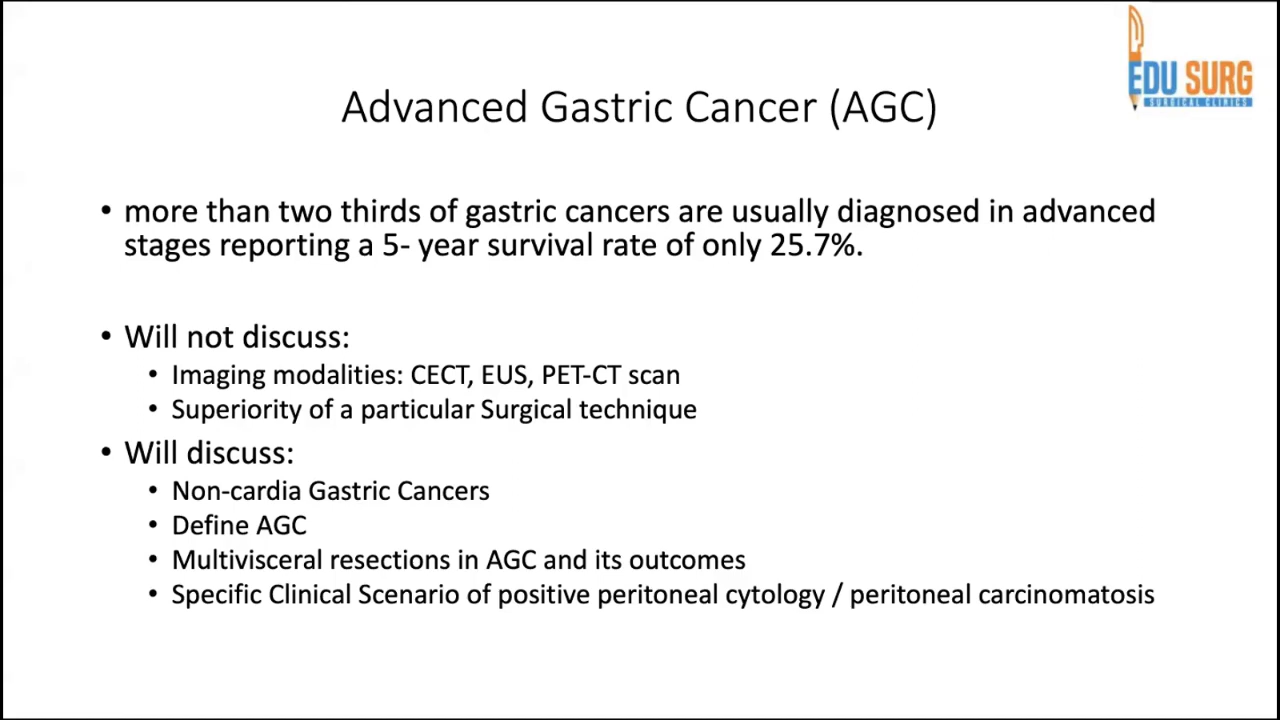 EDU SURG
SURGICAL CLINICS
Advanced Gastric Cancer (AGC)
• more than two thirds of gastric cancers are usually diagnosed in advanced
stages reporting a 5- year survival rate of only 25.7%.
• Will not discuss:
• Imaging modalities: CECT, EUS, PET-CT scan
• Superiority of a particular Surgical technique
• Will discuss:
• Non-cardia Gastric Cancers
• Define AGC
• Multivisceral resections in AGC and its outcomes
• Specific Clinical Scenario of positive peritoneal cytology / peritoneal carcinomatosis